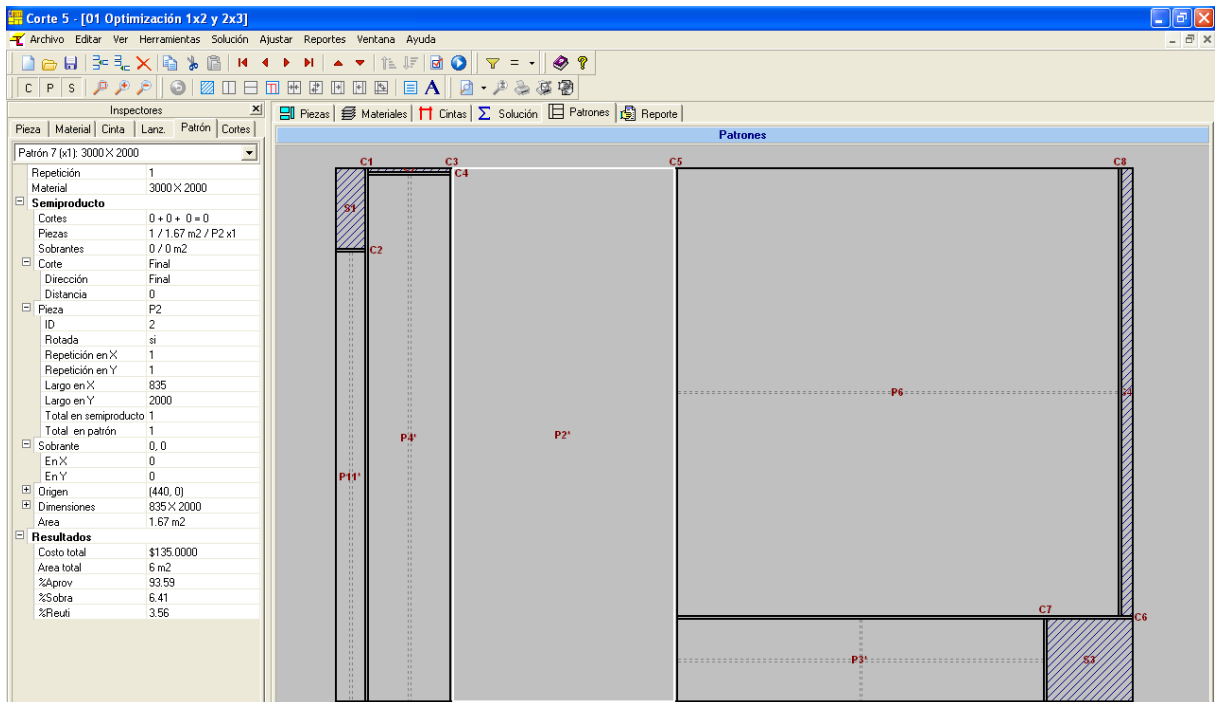 Corte 5 - [01 Optimización 1x2 y 2x3]
Archivo Editar Ver Herramientas Solución Ajustar Reportes Ventana Ayuda
C P S A
Inspectores
Pieza Material Cinta Lanz. Patrón Cortes
Piezas Materiales Cintas Solución Patrones Reporte
Patrones
Patrón 7 (x1): 3000 X 2000
Repetición 1
Material 3000 X 2000
Semiproducto
Cortes 0 + 0 + 0 = 0
Piezas 1 / 1.67 m2 / P2 x1
Sobrantes 0 / 0 m2
Corte Final
Dirección Final
Distancia 0
Pieza P2
ID 2
Rotada si
Repetición en X 1
Repetición en Y 1
Largo en X 835
Largo en Y 2000
Total en semiproducto 1
Total en patrón 1
Sobrante 0, 0
En X 0
En Y 0
Origen (440, 0)
Dimensiones 835 X 2000
Area 1.67 m2
Resultados
Costo total $135.0000
Area total 6 m2
%Aprov 93.59
%Sobra 6.41
%Reuti 3.56
C1 C3 C5 C8
C4
S1
C2
P6
P4*
P2*
P11*
C7
C6
P3*
S3